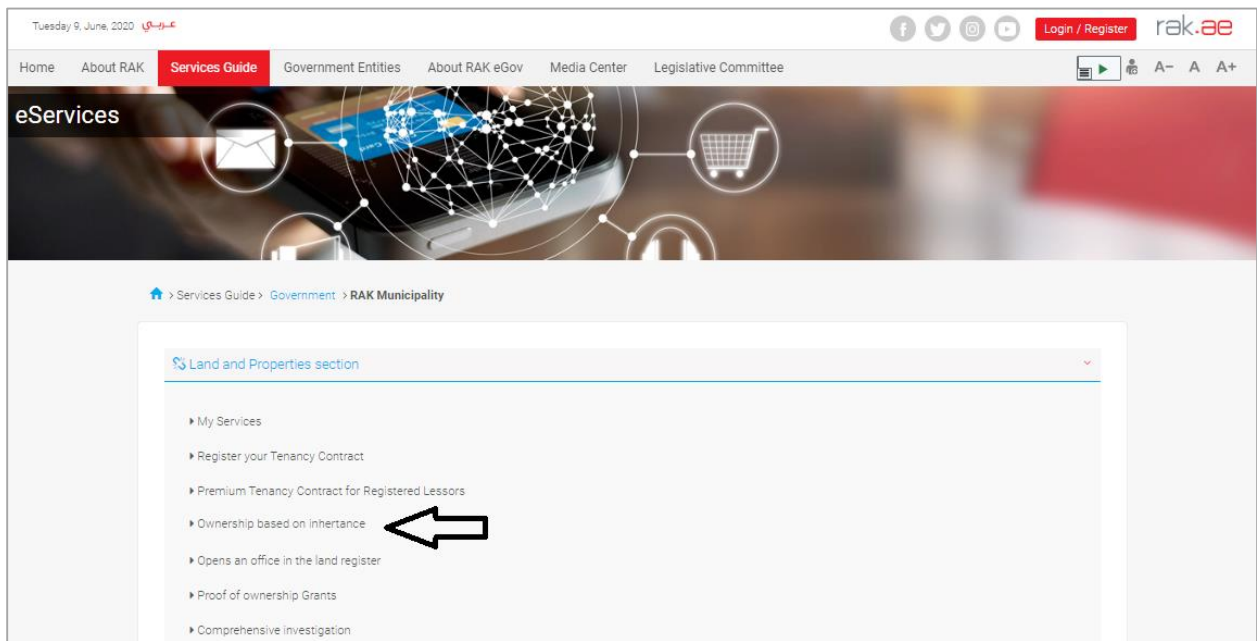 Tuesday 9, June, 2020 عربي
Login / Register
rak.ae
Home About RAK Services Guide Government Entities About RAK eGov Media Center Legislative Committee A- A A+
eServices
> Services Guide > Government > RAK Municipality
Land and Properties section
My Services
Register your Tenancy Contract
Premium Tenancy Contract for Registered Lessors
Ownership based on inhertance
Opens an office in the land register
Proof of ownership Grants
Comprehensive investigation